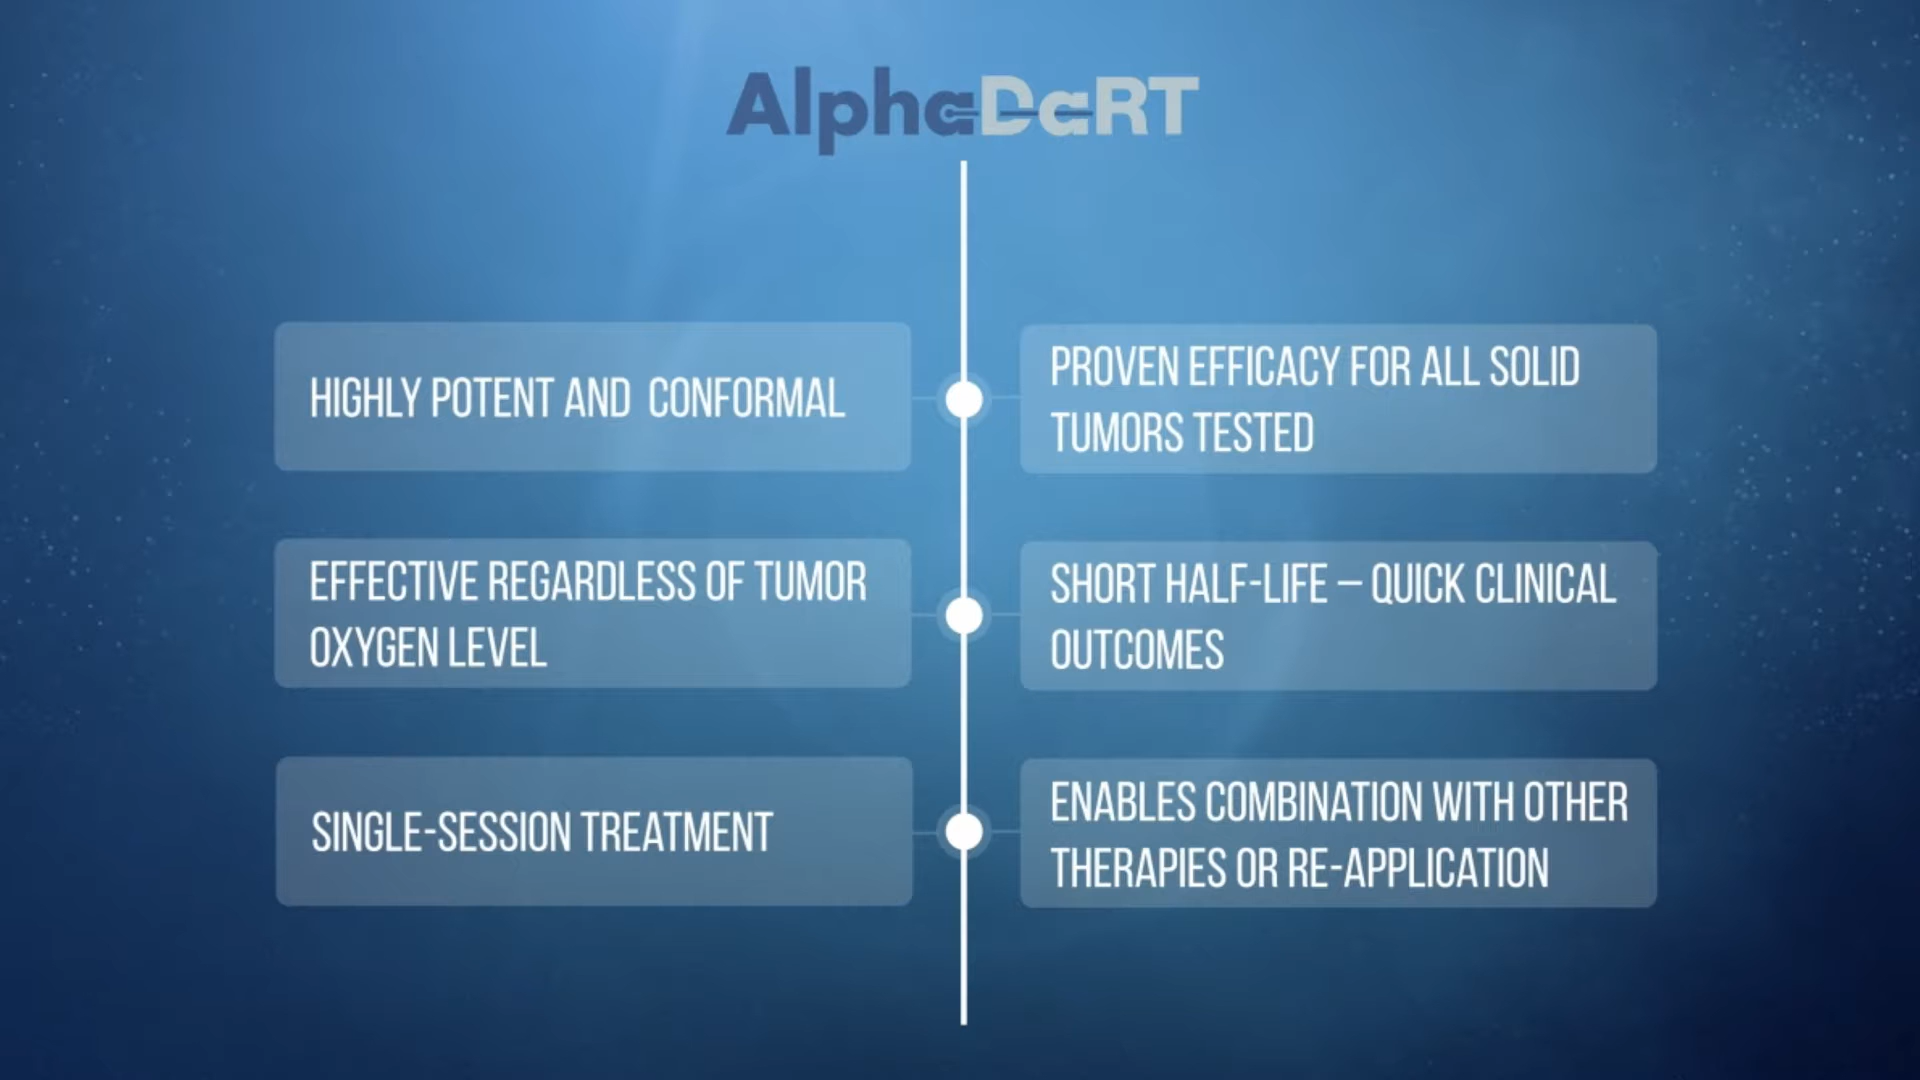 AlphaDaRT
HIGHLY POTENT AND CONFORMAL
PROVEN EFFICACY FOR ALL SOLID
TUMORS TESTED
EFFECTIVE REGARDLESS OF TUMOR
OXYGEN LEVEL
SHORT HALF-LIFE – QUICK CLINICAL
OUTCOMES
SINGLE-SESSION TREATMENT
ENABLES COMBINATION WITH OTHER
THERAPIES OR RE-APPLICATION